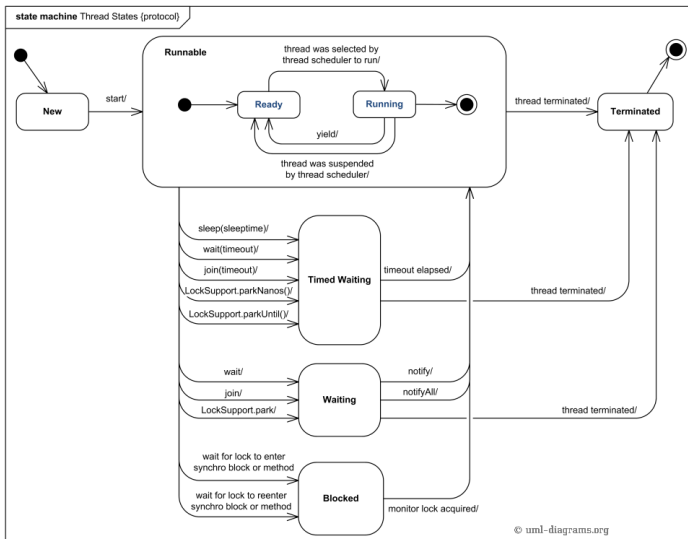 state machine Thread States {protocol}
Runnable
thread was selected by
thread scheduler to run/
New
start/
Ready
Running
thread terminated/
Terminated
yield/
thread was suspended
by thread scheduler/
sleep(sleeptime)/
wait(timeout)/
join(timeout)/
LockSupport.parkNanos()/
LockSupport.parkUntil()/
Timed Waiting
timeout elapsed/
thread terminated/
wait/
join/
LockSupport.park/
Waiting
notify/
notifyAll/
thread terminated/
wait for lock to enter
synchro block or method
wait for lock to reenter
synchro block or method
Blocked
monitor lock acquired/
© uml-diagrams.org